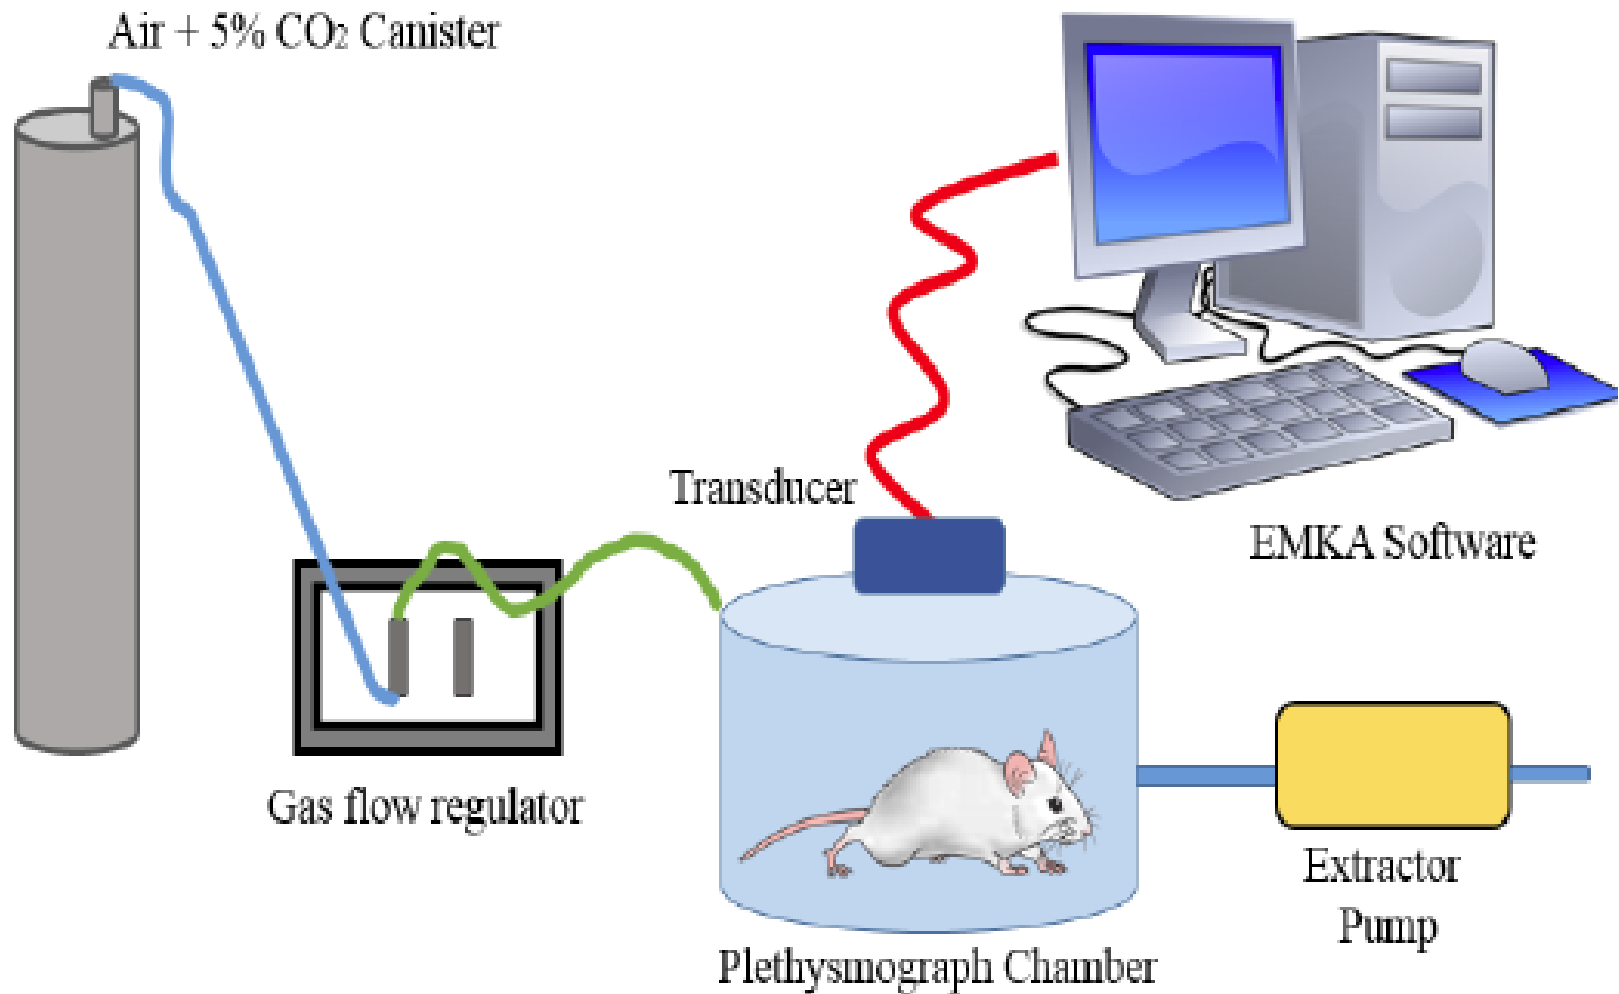 Air + 5% CO₂ Canister
Transducer
EMKA Software
Gas flow regulator
Extractor
Pump
Plethysmograph Chamber